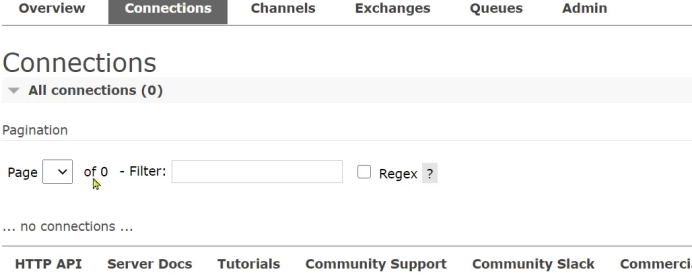 Overview Connections Channels Exchanges Queues Admin
Connections
All connections (0)
Pagination
Page of 0 - Filter: Regex ?
... no connections ...
HTTP API Server Docs Tutorials Community Support Community Slack Commerci